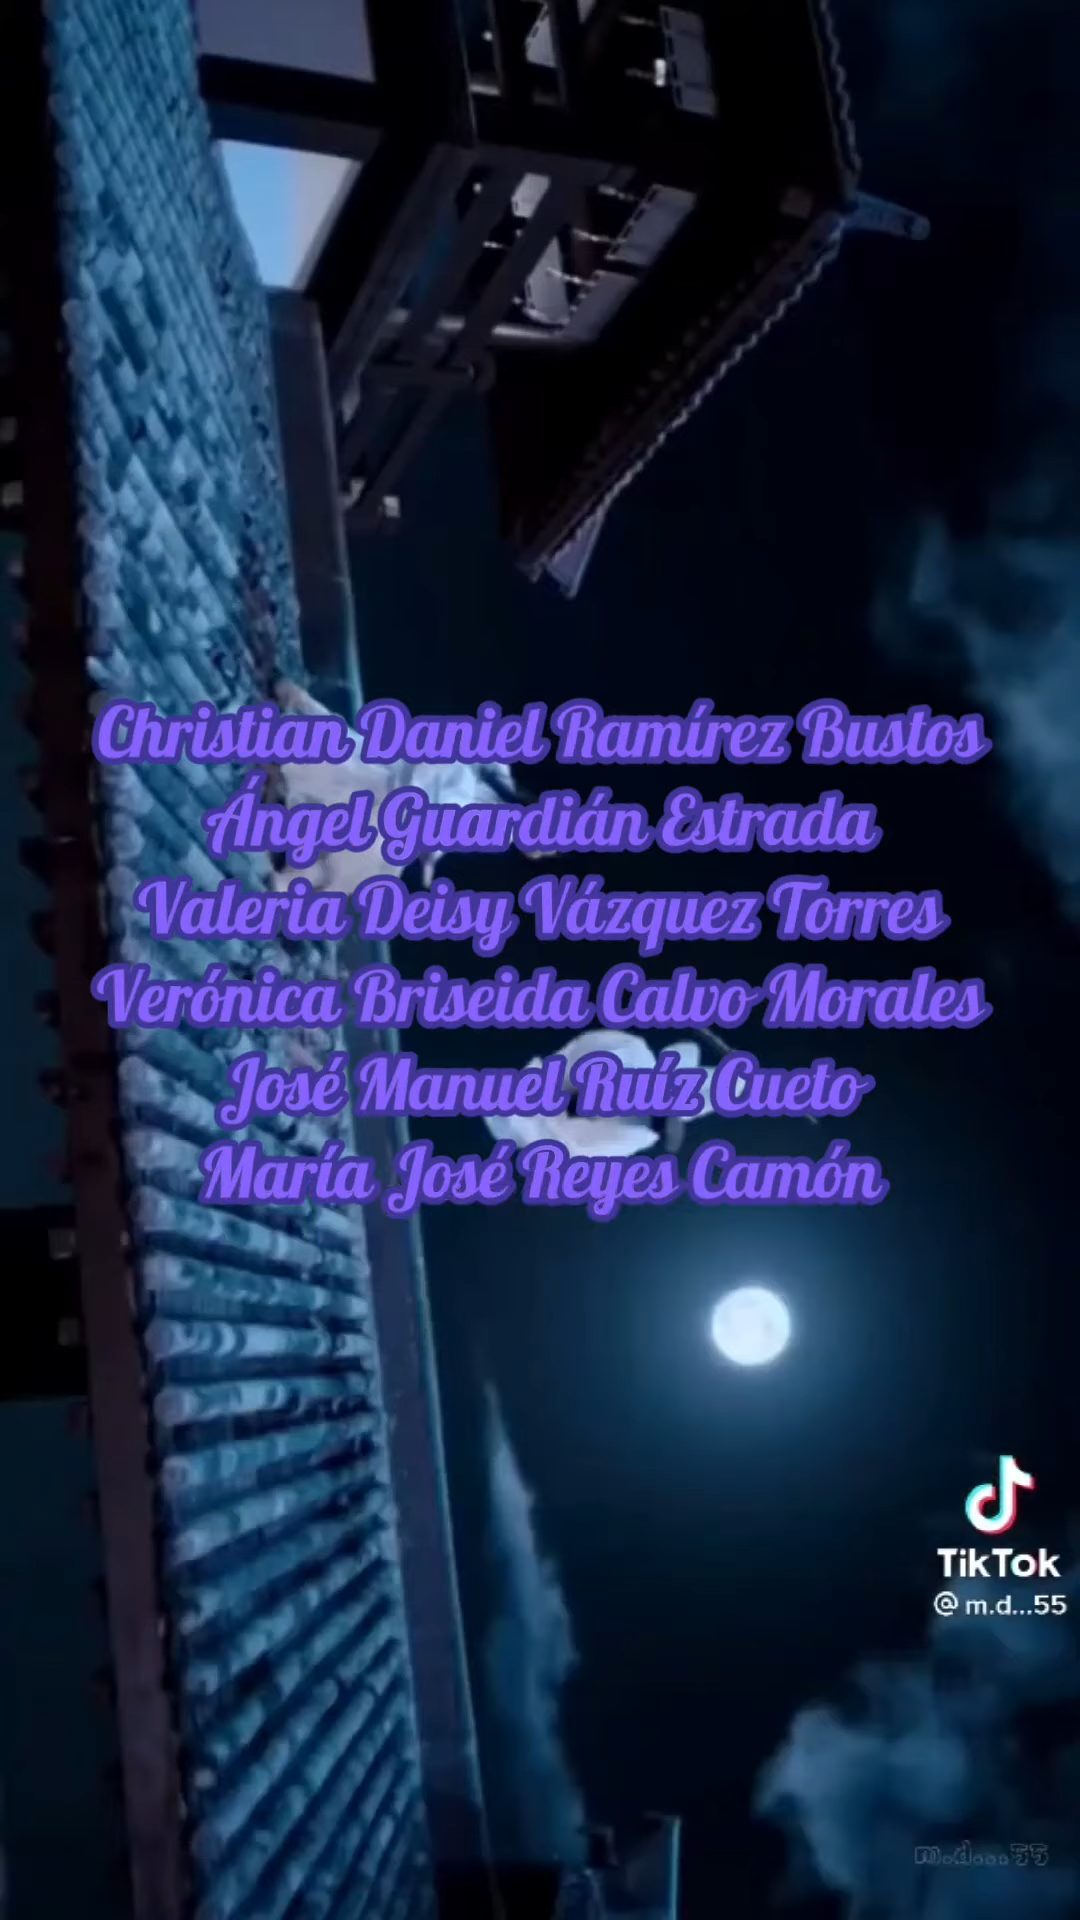 Christian Daniel Ramírez Bustos
Ángel Guardián Estrada
Valeria Deisy Vázquez Torres
Verónica Briseida Calvo Morales
José Manuel Ruíz Cueto
María José Reyes Camón
TikTok
@ m.d...55
m.d...55